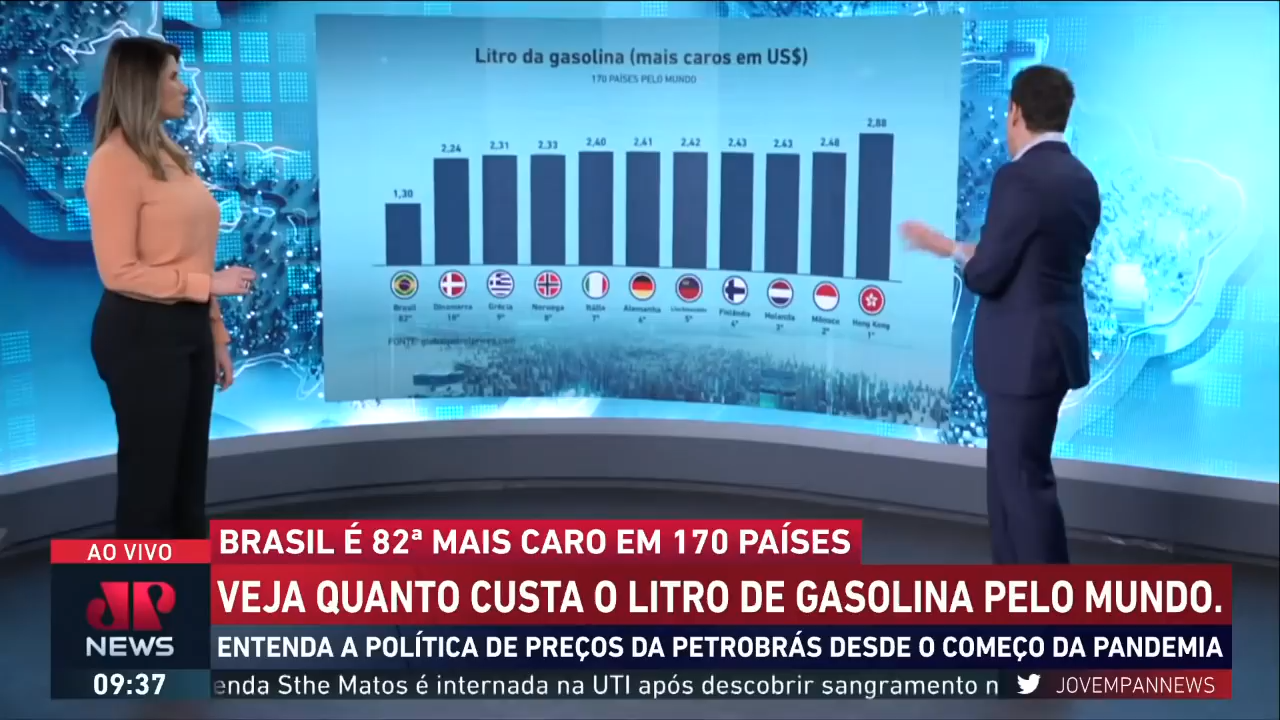 Litro da gasolina (mais caros em US$)
170 PAÍSES PELO MUNDO
1,30 2,24 2,31 2,33 2,40 2,41 2,42 2,43 2,43 2,48 2,88
Brasil Dinamarca Grécia Noruega Itália Alemanha Liechtenstein Finlândia Holanda Mônaco Hong Kong
82º 10º 9º 8º 7º 6º 5º 4º 3º 2º 1º
FONTE: globalpetrolprices.com
BRASIL É 82ª MAIS CARO EM 170 PAÍSES
AO VIVO
VEJA QUANTO CUSTA O LITRO DE GASOLINA PELO MUNDO.
JP
NEWS
ENTENDA A POLÍTICA DE PREÇOS DA PETROBRÁS DESDE O COMEÇO DA PANDEMIA
09:37
enda Sthe Matos é internada na UTI após descobrir sangramento n
JOVEMPANNEWS